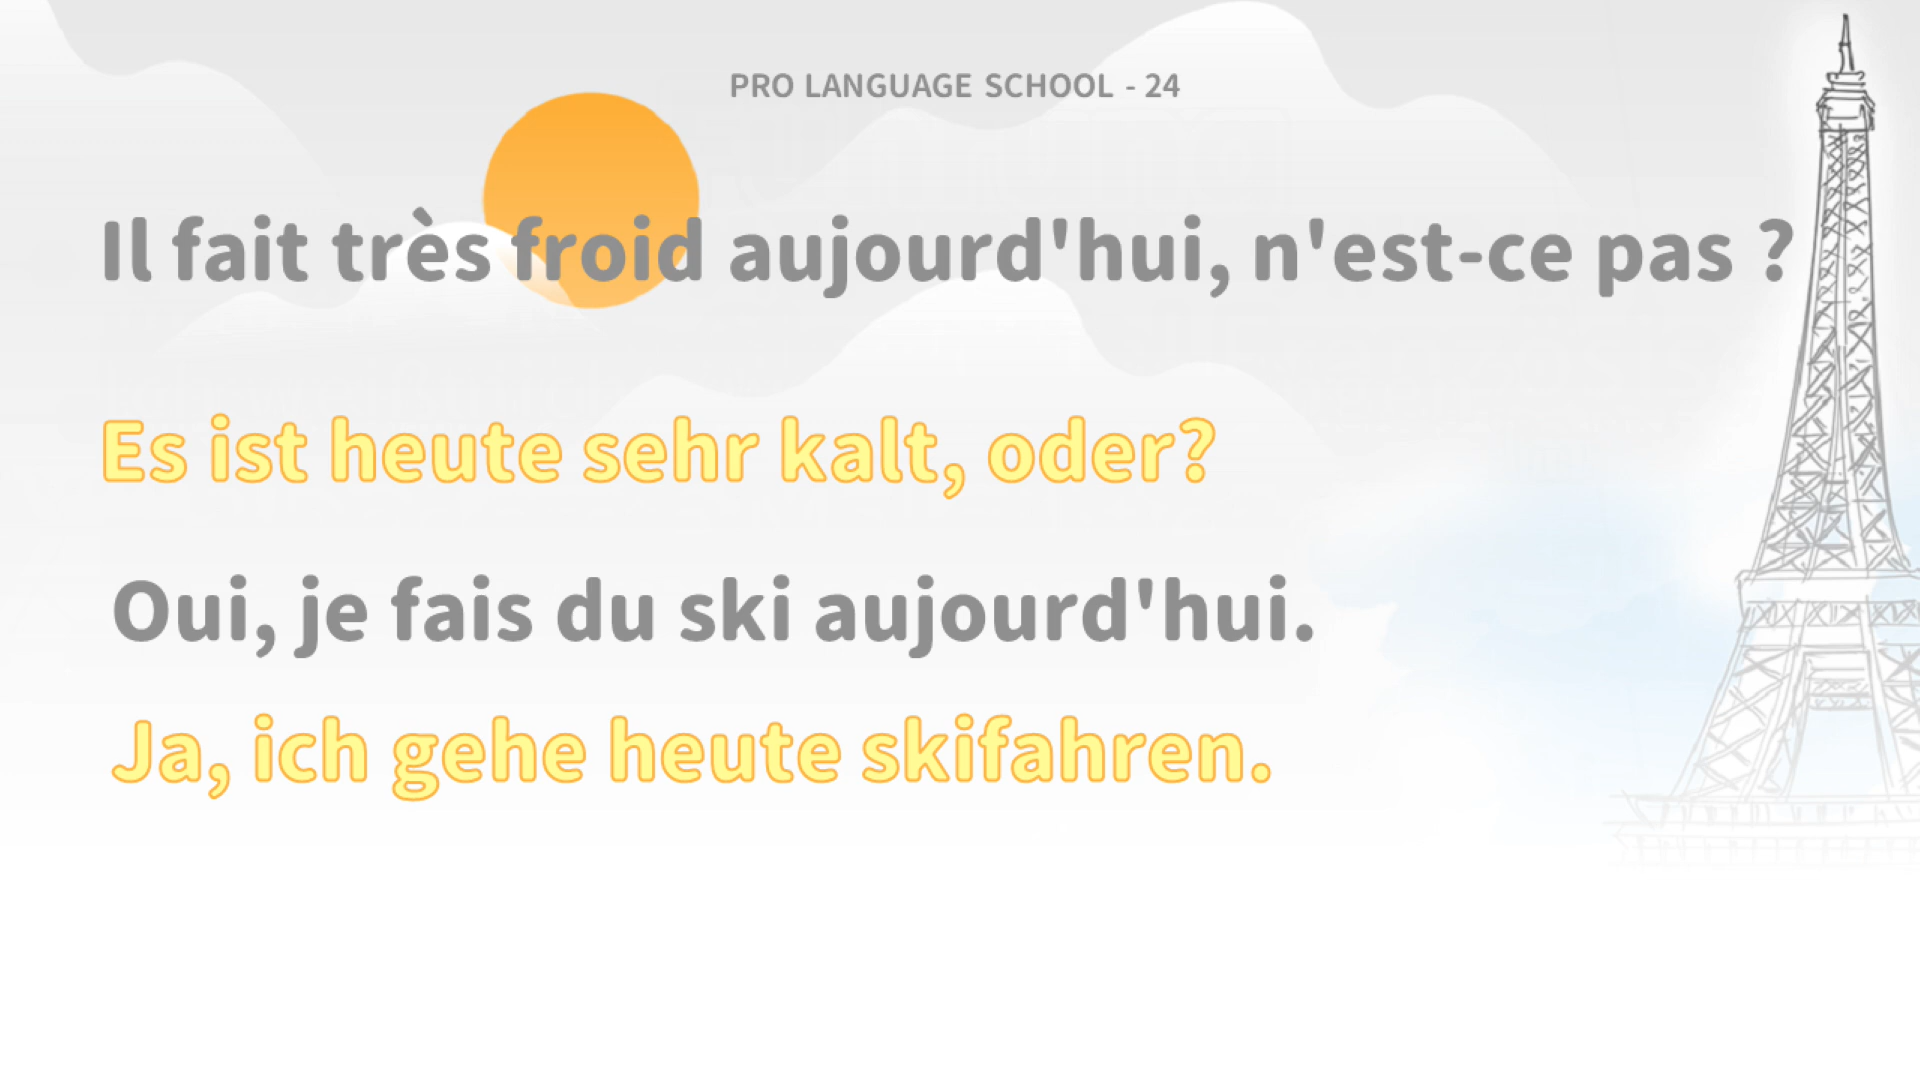 PRO LANGUAGE SCHOOL - 24
Il fait très froid aujourd'hui, n'est-ce pas ?
Es ist heute sehr kalt, oder?
Oui, je fais du ski aujourd'hui.
Ja, ich gehe heute skifahren.